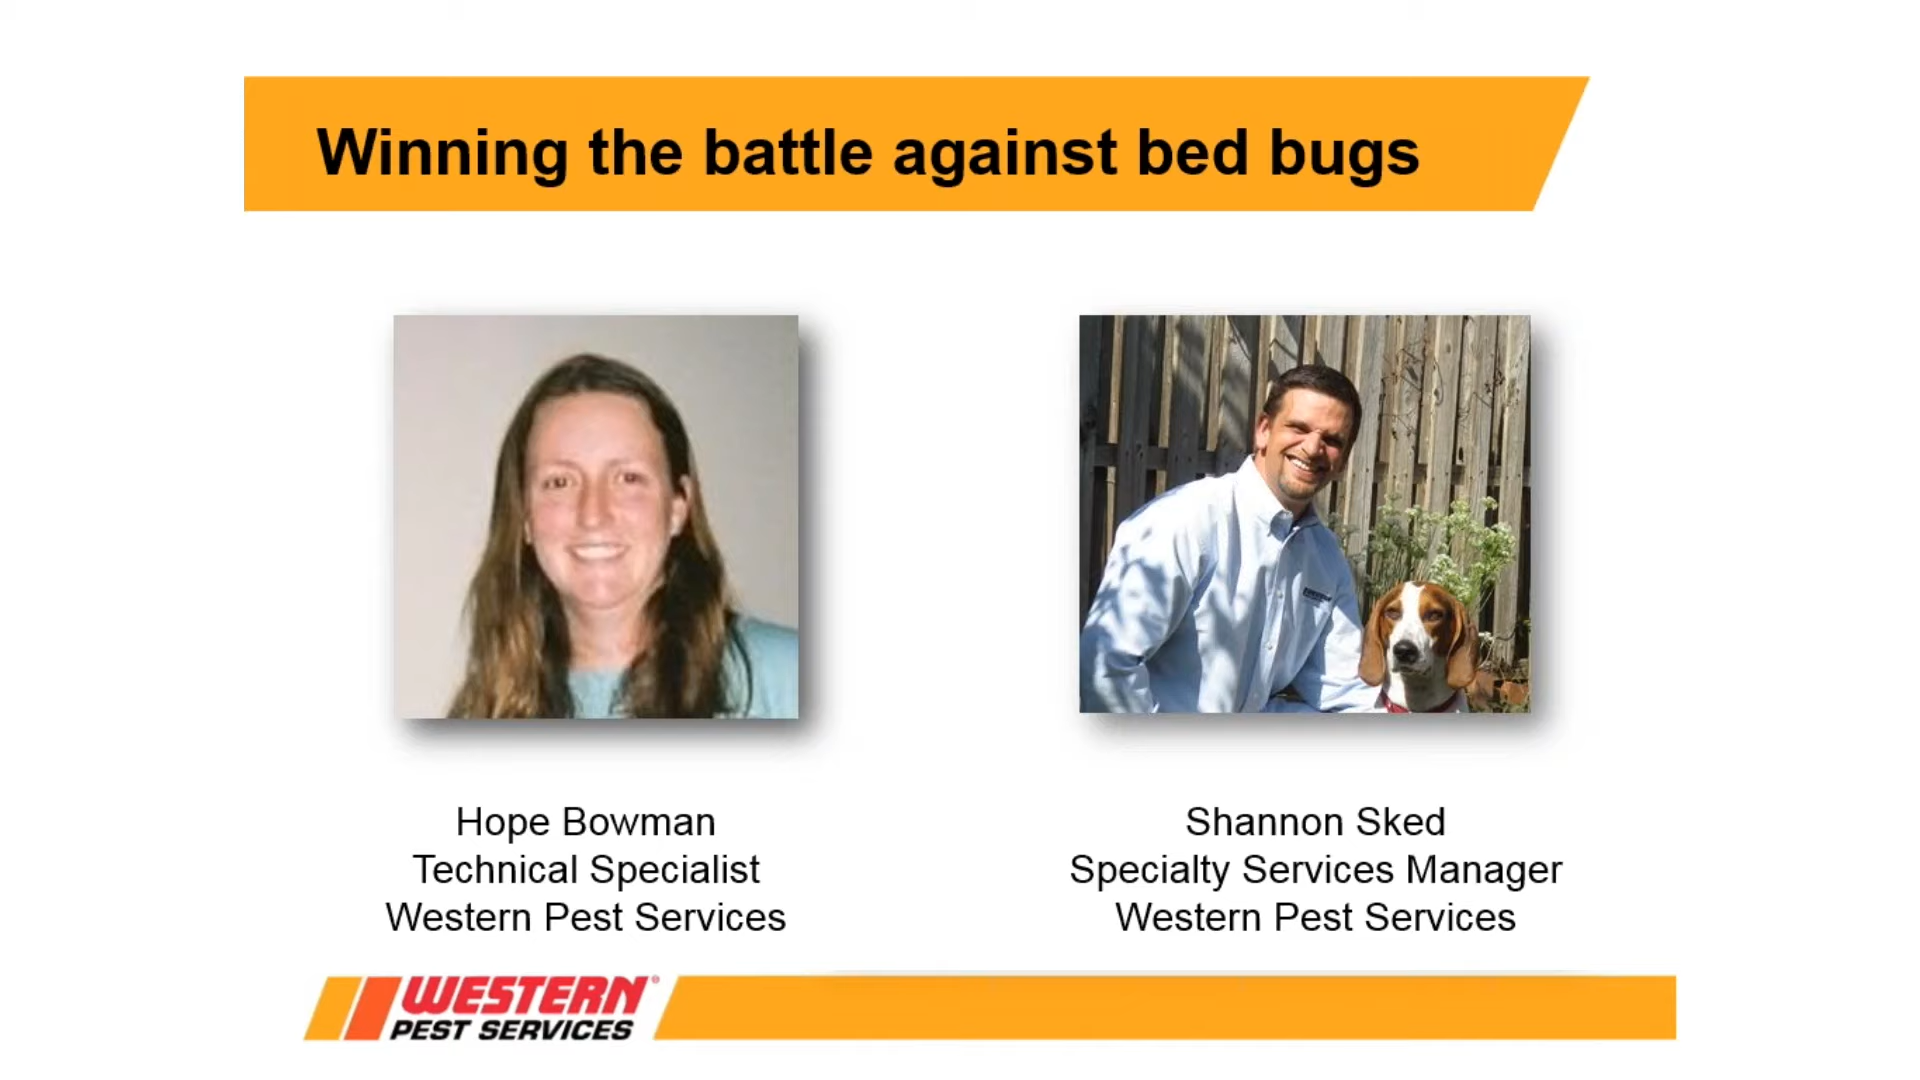 Winning the battle against bed bugs
Hope Bowman
Technical Specialist
Western Pest Services
Shannon Sked
Specialty Services Manager
Western Pest Services
WESTERN®
PEST SERVICES